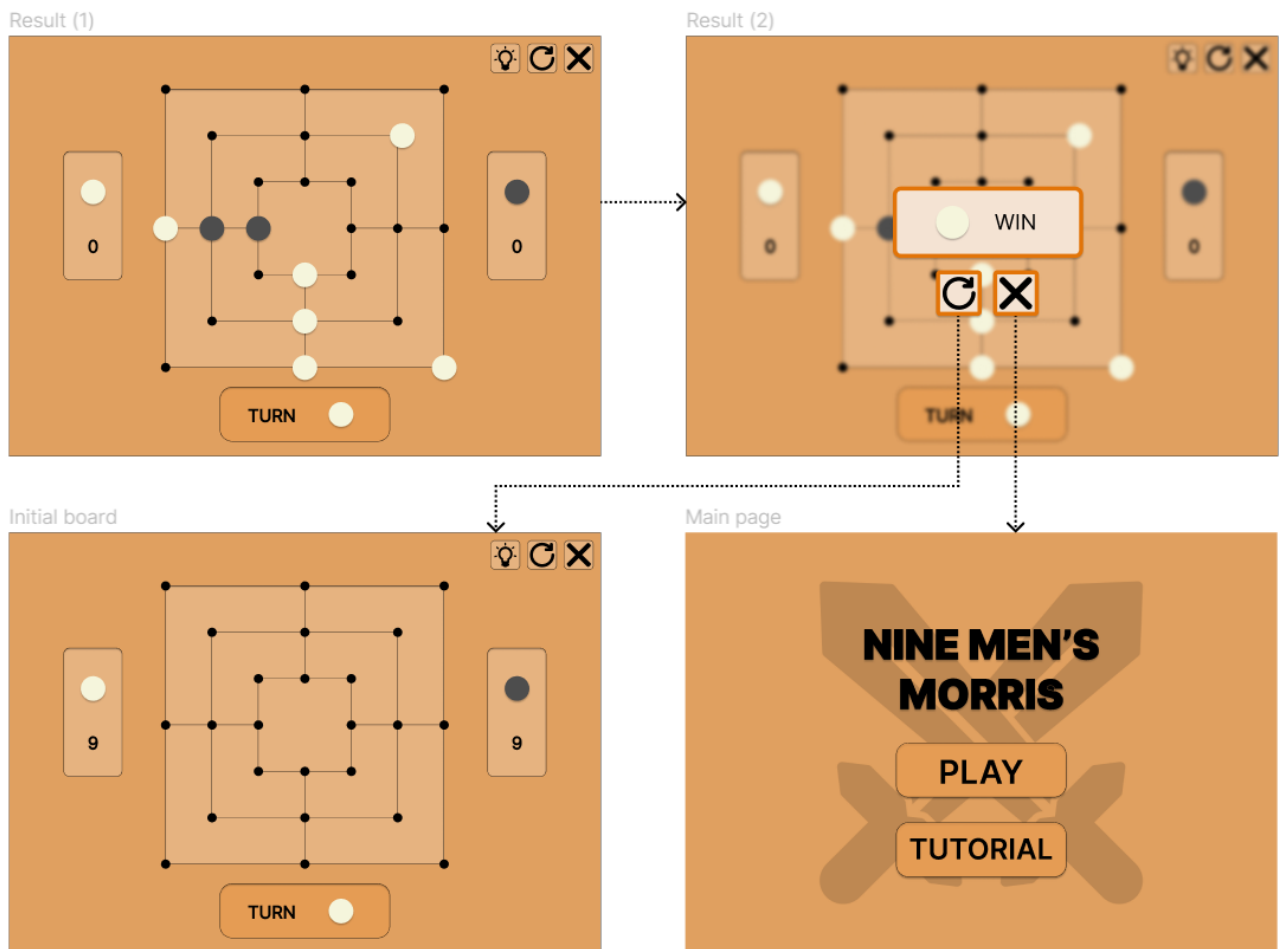 Result (1)
Result (2)
0
0
TURN
0
0
WIN
TURN
Initial board
Main page
9
9
TURN
NINE MEN’S
MORRIS
PLAY
TUTORIAL